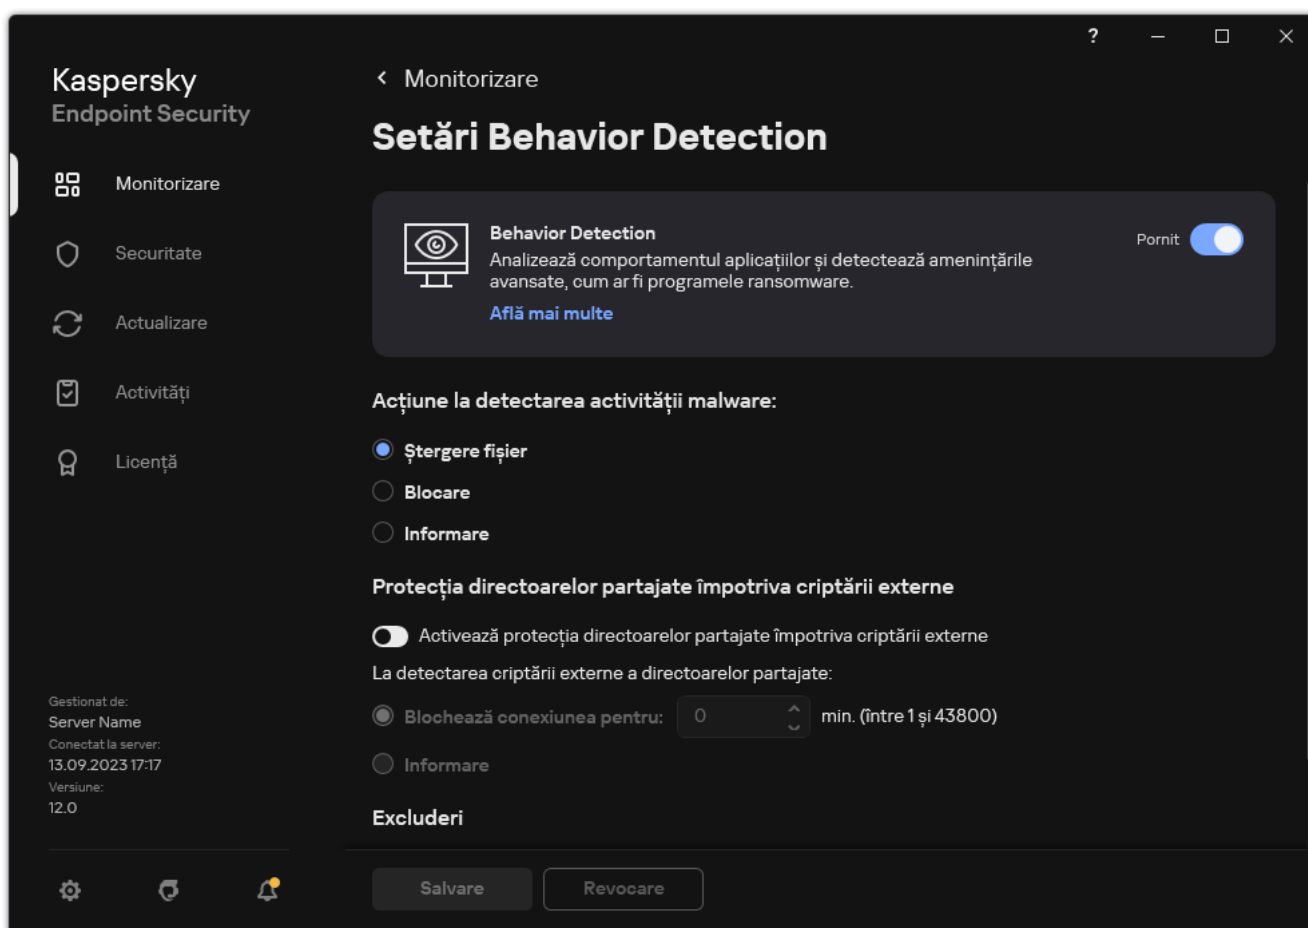 ?
Kaspersky
Endpoint Security
Monitorizare
Securitate
Actualizare
Activități
Licență
Gestionat de:
Server Name
Conectat la server:
13.09.2023 17:17
Versiune:
12.0
Monitorizare
Setări Behavior Detection
Behavior Detection
Analizează comportamentul aplicațiilor și detectează amenințările
avansate, cum ar fi programele ransomware.
Află mai multe
Pornit
Acțiune la detectarea activității malware:
Ștergere fișier
Blocare
Informare
Protecția directoarelor partajate împotriva criptării externe
Activează protecția directoarelor partajate împotriva criptării externe
La detectarea criptării externe a directoarelor partajate:
Blochează conexiunea pentru: 0 min. (între 1 și 43800)
Informare
Excluderi
Salvare Revocare